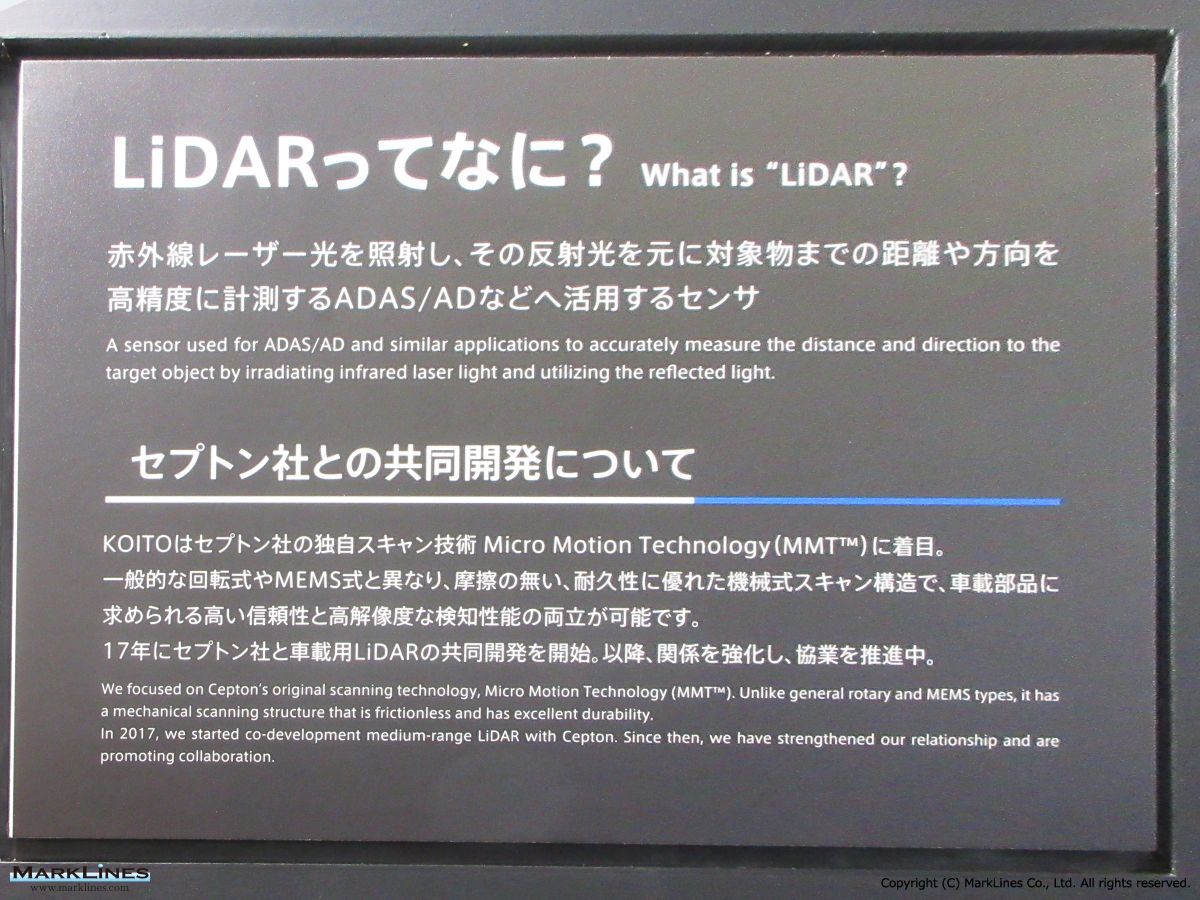 LiDARってなに？ What is “LiDAR”?
赤外線レーザー光を照射し、その反射光を元に対象物までの距離や方向を
高精度に計測するADAS/ADなどへ活用するセンサ
A sensor used for ADAS/AD and similar applications to accurately measure the distance and direction to the
target object by irradiating infrared laser light and utilizing the reflected light.
セプトン社との共同開発について
KOITOはセプトン社の独自スキャン技術 Micro Motion Technology(MMT™)に着目。
一般的な回転式やMEMS式と異なり、摩擦の無い、耐久性に優れた機械式スキャン構造で、車載部品に
求められる高い信頼性と高解像度な検知性能の両立が可能です。
17年にセプトン社と車載用LiDARの共同開発を開始。以降、関係を強化し、協業を推進中。
We focused on Cepton's original scanning technology, Micro Motion Technology (MMT™). Unlike general rotary and MEMS types, it has
a mechanical scanning structure that is frictionless and has excellent durability.
In 2017, we started co-development medium-range LiDAR with Cepton. Since then, we have strengthened our relationship and are
promoting collaboration.
MARKLINES
www.marklines.com
Copyright (C) MarkLines Co., Ltd. All rights reserved.